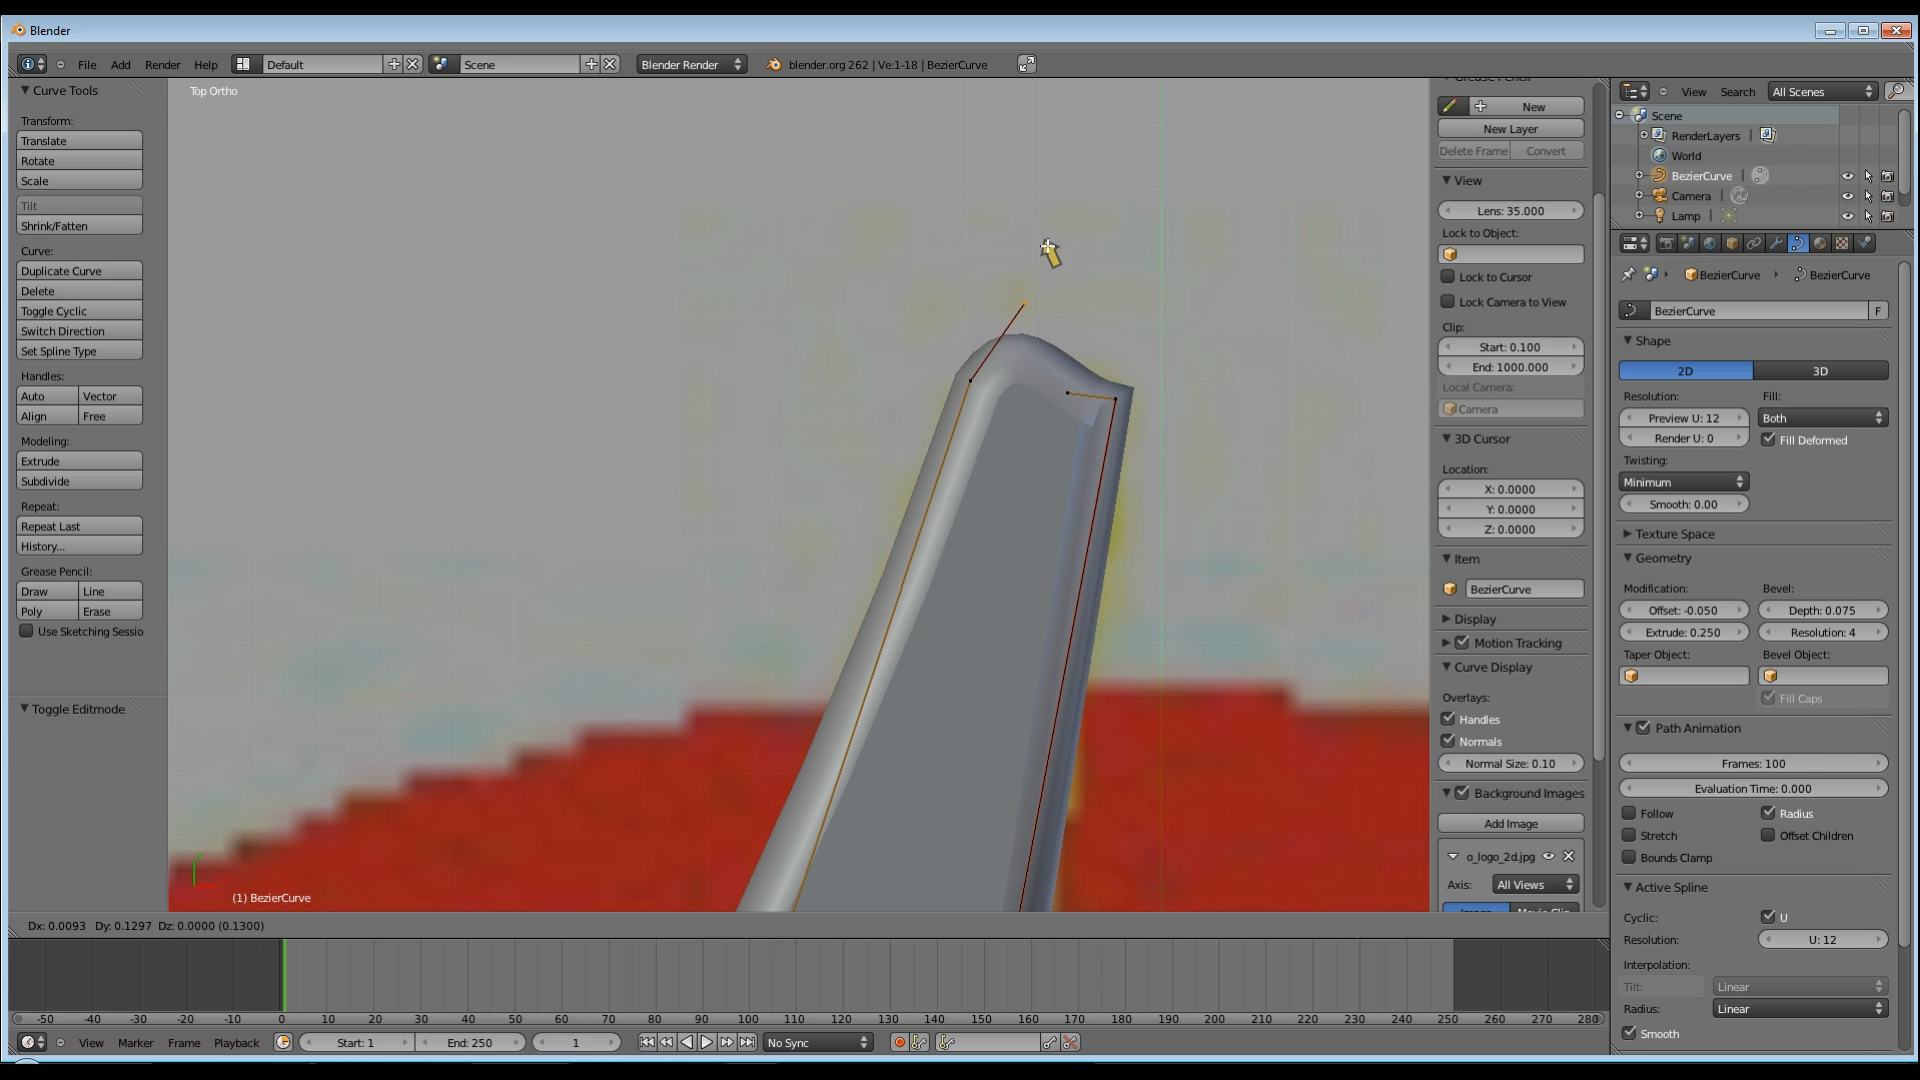 Blender
File Add Render Help Default Scene Blender Render blender.org 262 | Ve:1-18 | BezierCurve
Curve Tools
Transform:
Translate
Rotate
Scale
Tilt
Shrink/Fatten
Curve:
Duplicate Curve
Delete
Toggle Cyclic
Switch Direction
Set Spline Type
Handles:
Auto Vector
Align Free
Modeling:
Extrude
Subdivide
Repeat:
Repeat Last
History...
Grease Pencil:
Draw Line
Poly Erase
Use Sketching Sessio
Toggle Editmode
Top Ortho
(1) BezierCurve
Dx: 0.0093 Dy: 0.1297 Dz: 0.0000 (0.1300)
Grease Pencil
New
New Layer
Delete Frame Convert
View
Lens: 35.000
Lock to Object:
Lock to Cursor
Lock Camera to View
Clip:
Start: 0.100
End: 1000.000
Local Camera:
Camera
3D Cursor
Location:
X: 0.0000
Y: 0.0000
Z: 0.0000
Item
BezierCurve
Display
Motion Tracking
Curve Display
Overlays:
Handles
Normals
Normal Size: 0.10
Background Images
Add Image
o_logo_2d.jpg
Axis: All Views
View Search All Scenes
Scene
RenderLayers
World
BezierCurve
Camera
Lamp
BezierCurve BezierCurve
BezierCurve F
Shape
2D 3D
Resolution: Fill:
Preview U: 12 Both
Render U: 0 Fill Deformed
Twisting:
Minimum
Smooth: 0.00
Texture Space
Geometry
Modification: Bevel:
Offset: -0.050 Depth: 0.075
Extrude: 0.250 Resolution: 4
Taper Object: Bevel Object:
Fill Caps
Path Animation
Frames: 100
Evaluation Time: 0.000
Follow Radius
Stretch Offset Children
Bounds Clamp
Active Spline
Cyclic: U
Resolution: U: 12
Interpolation:
Tilt: Linear
Radius: Linear
Smooth
-50 -40 -30 -20 -10 0 10 20 30 40 50 60 70 80 90 100 110 120 130 140 150 160 170 180 190 200 210 220 230 240 250 260 270 280
View Marker Frame Playback Start: 1 End: 250 1 No Sync